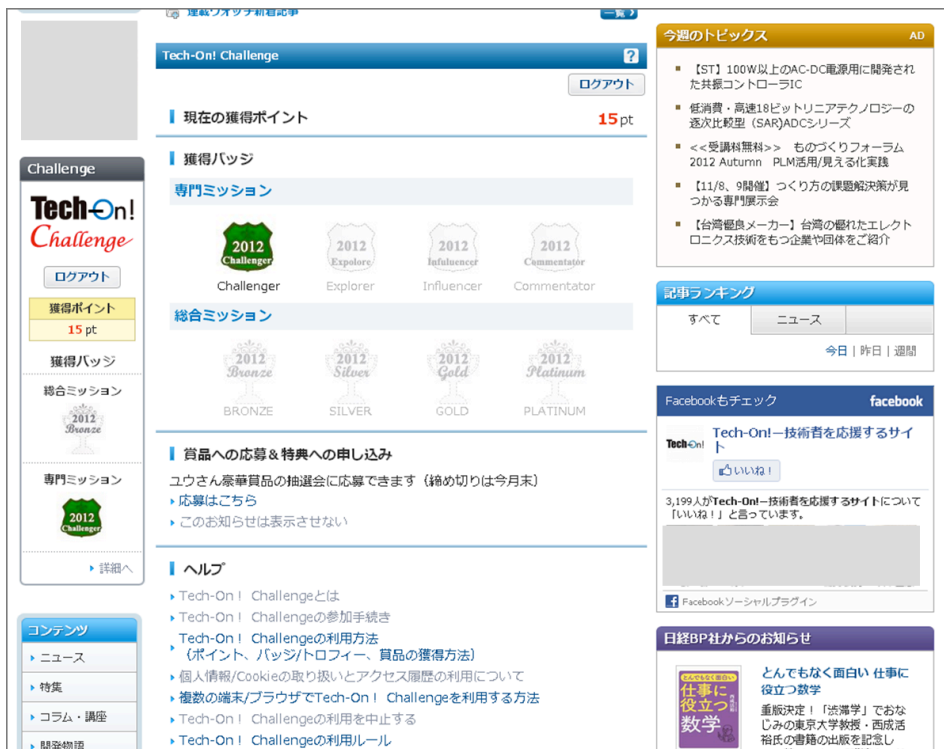 連載ウオッチ新着記事
一覧
Challenge
Tech-On!
Challenge
ログアウト
獲得ポイント
15 pt
獲得バッジ
総合ミッション
2012
Bronze
専門ミッション
2012
Challenger
詳細へ
コンテンツ
ニュース
特集
コラム・講座
開発物語
Tech-On! Challenge
?
ログアウト
現在の獲得ポイント
15 pt
獲得バッジ
専門ミッション
2012 2012 2012 2012
Challenger Expolore Infuluencer Commentator
Challenger Explorer Influencer Commentator
総合ミッション
2012 2012 2012 2012
Bronze Silver Gold Platinum
BRONZE SILVER GOLD PLATINUM
賞品への応募&特典への申し込み
ユウさん豪華賞品の抽選会に応募できます(締め切りは今月末)
応募はこちら
このお知らせは表示させない
ヘルプ
Tech-On! Challengeとは
Tech-On! Challengeの参加手続き
Tech-On! Challengeの利用方法
(ポイント、バッジ/トロフィー、賞品の獲得方法)
個人情報/Cookieの取り扱いとアクセス履歴の利用について
複数の端末/ブラウザでTech-On! Challengeを利用する方法
Tech-On! Challengeの利用を中止する
Tech-On! Challengeの利用ルール
今週のトピックス AD
【ST】100W以上のAC-DC電源用に開発され
た共振コントローラIC
低消費・高速18ビットリニアテクノロジーの
逐次比較型(SAR)ADCシリーズ
<<受講料無料>> ものづくりフォーラム
2012 Autumn PLM活用/見える化実践
【11/8、9開催】つくり方の課題解決策が見
つかる専門展示会
【台湾優良メーカー】台湾の優れたエレクト
ロニクス技術をもつ企業や団体をご紹介
記事ランキング
すべて ニュース
今日 | 昨日 | 週間
Facebookもチェック facebook
Tech-On!
Tech-On!―技術者を応援するサイ
ト
いいね!
3,199人がTech-On!―技術者を応援するサイトについて
「いいね!」と言っています。
Facebookソーシャルプラグイン
日経BP社からのお知らせ
とんでもなく面白い
仕事に
役立つ
数学
とんでもなく面白い 仕事に
役立つ数学
重版決定!「渋滞学」でおな
じみの東京大学教授・西成活
裕氏の書籍の出版を記念し